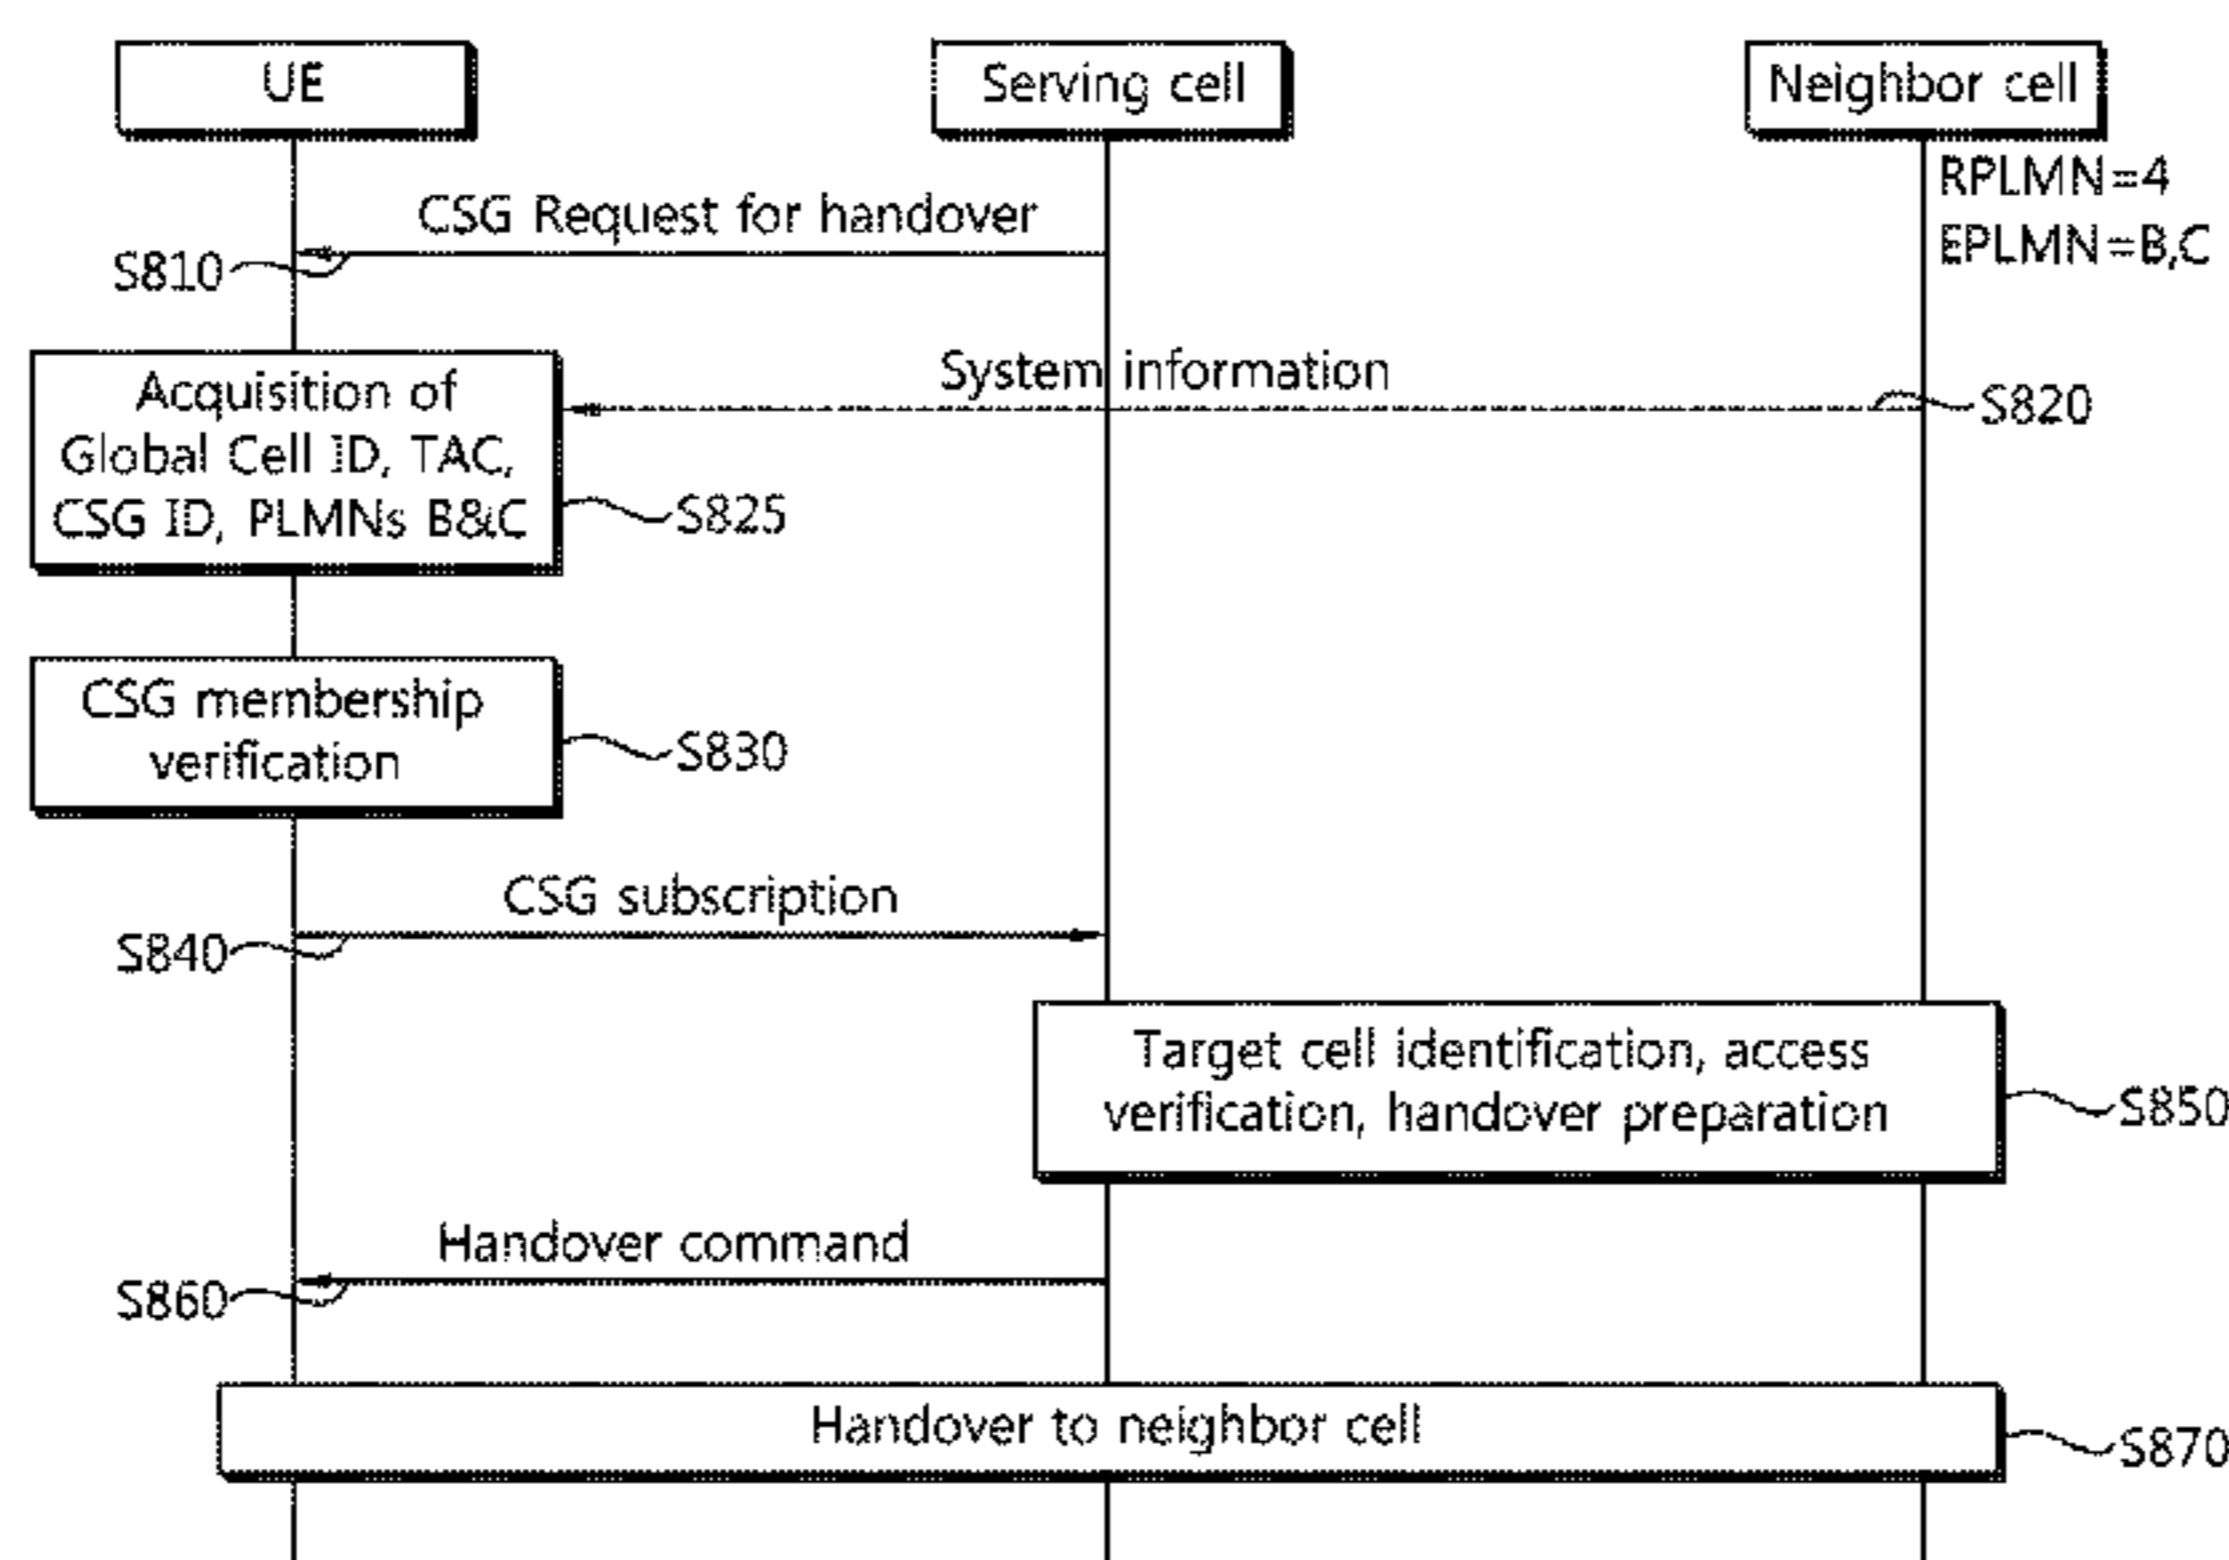 UE
Serving cell
Neighbor cell
RPLMN=4
EPLMN=B,C
CSG Request for handover
S810
System information
S820
Acquisition of
Global Cell ID, TAC,
CSG ID, PLMNs B&C
S825
CSG membership
verification
S830
CSG subscription
S840
Target cell identification, access
verification, handover preparation
S850
Handover command
S860
Handover to neighbor cell
S870